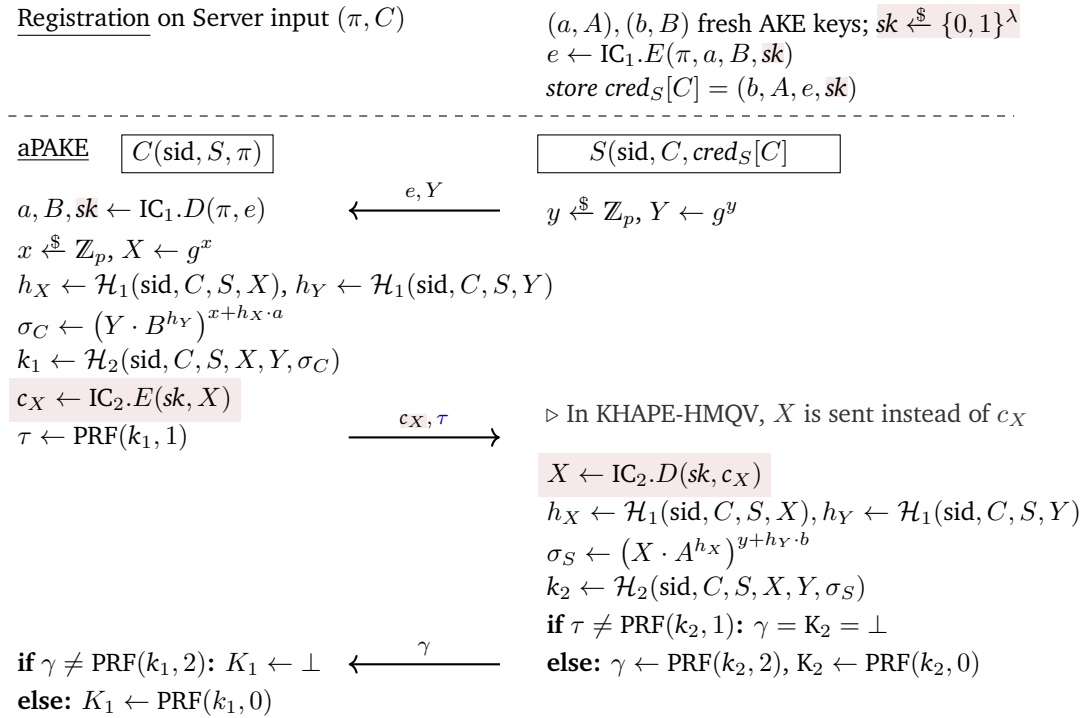 Registration on Server input (π, C)
(a, A), (b, B) fresh AKE keys; sk ←$ {0, 1}^λ
e ← IC₁.E(π, a, B, sk)
store cred_S[C] = (b, A, e, sk)
aPAKE
C(sid, S, π)
S(sid, C, cred_S[C]
a, B, sk ← IC₁.D(π, e)
e, Y
y ←$ ℤ_p, Y ← g^y
x ←$ ℤ_p, X ← g^x
h_X ← ℋ₁(sid, C, S, X), h_Y ← ℋ₁(sid, C, S, Y)
σ_C ← (Y · B^{h_Y})^{x+h_X·a}
k₁ ← ℋ₂(sid, C, S, X, Y, σ_C)
c_X ← IC₂.E(sk, X)
τ ← PRF(k₁, 1)
c_X, τ
▷ In KHAPE-HMQV, X is sent instead of c_X
X ← IC₂.D(sk, c_X)
h_X ← ℋ₁(sid, C, S, X), h_Y ← ℋ₁(sid, C, S, Y)
σ_S ← (X · A^{h_X})^{y+h_Y·b}
k₂ ← ℋ₂(sid, C, S, X, Y, σ_S)
if τ ≠ PRF(k₂, 1): γ = K₂ = ⊥
if γ ≠ PRF(k₁, 2): K₁ ← ⊥
γ
else: γ ← PRF(k₂, 2), K₂ ← PRF(k₂, 0)
else: K₁ ← PRF(k₁, 0)